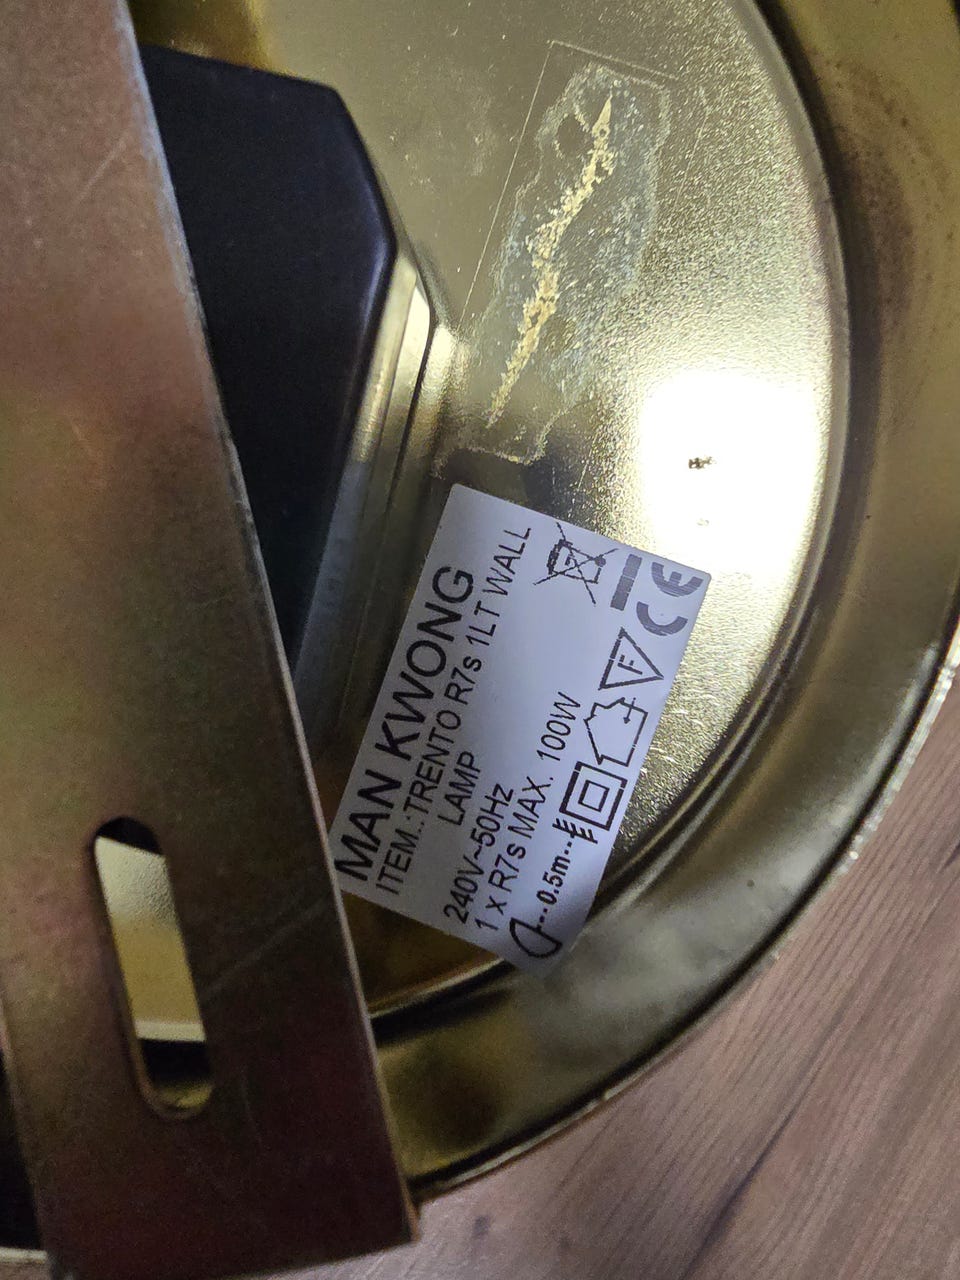 MAN KWONG
ITEM..:TRENTO R7s 1LT WALL
LAMP
240V~50Hz
1 x R7s MAX. 100W
0.5m
F
CE